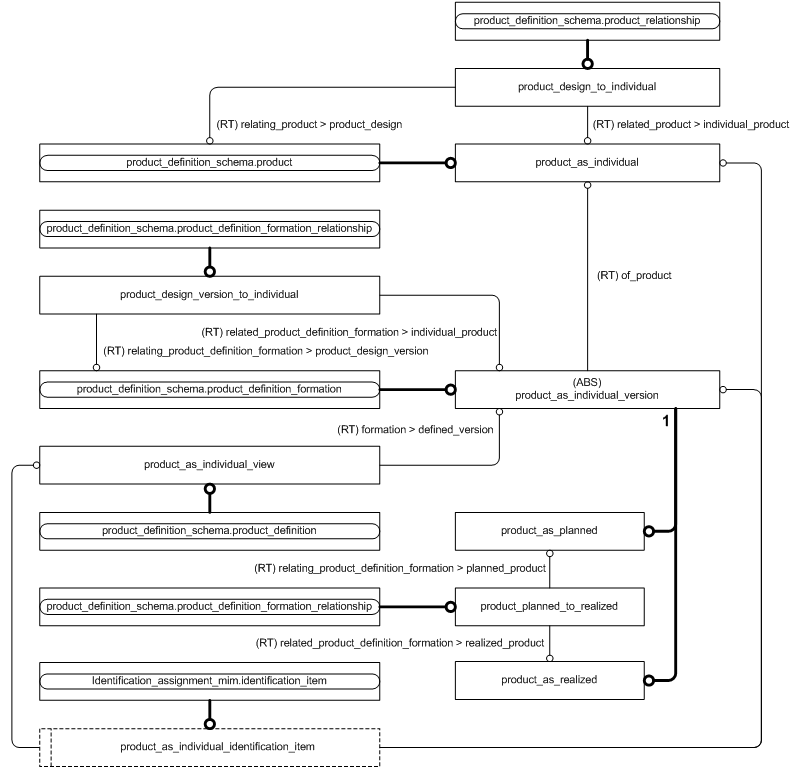 product_definition_schema.product_relationship
product_design_to_individual
(RT) relating_product > product_design
(RT) related_product > individual_product
product_definition_schema.product
product_as_individual
product_definition_schema.product_definition_formation_relationship
(RT) of_product
product_design_version_to_individual
(RT) related_product_definition_formation > individual_product
(RT) relating_product_definition_formation > product_design_version
product_definition_schema.product_definition_formation
(ABS)
product_as_individual_version
1
(RT) formation > defined_version
product_as_individual_view
product_definition_schema.product_definition
product_as_planned
(RT) relating_product_definition_formation > planned_product
product_definition_schema.product_definition_formation_relationship
product_planned_to_realized
(RT) related_product_definition_formation > realized_product
Identification_assignment_mim.identification_item
product_as_realized
product_as_individual_identification_item